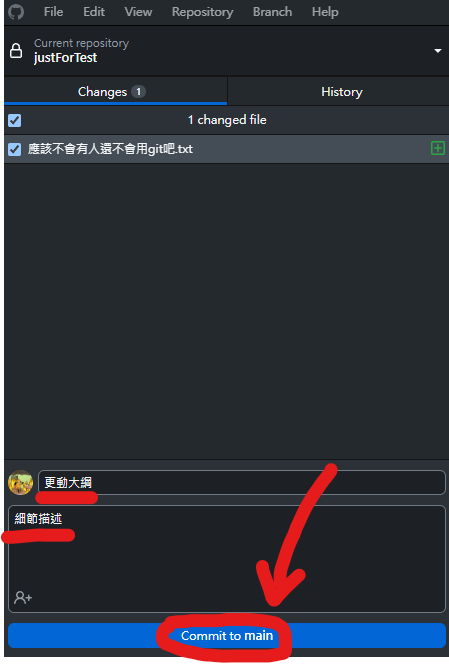 File Edit View Repository Branch Help
Current repository
justForTest
Changes 1 History
1 changed file
應該不會有人還不會用git吧.txt
更動大綱
細節描述
Commit to main